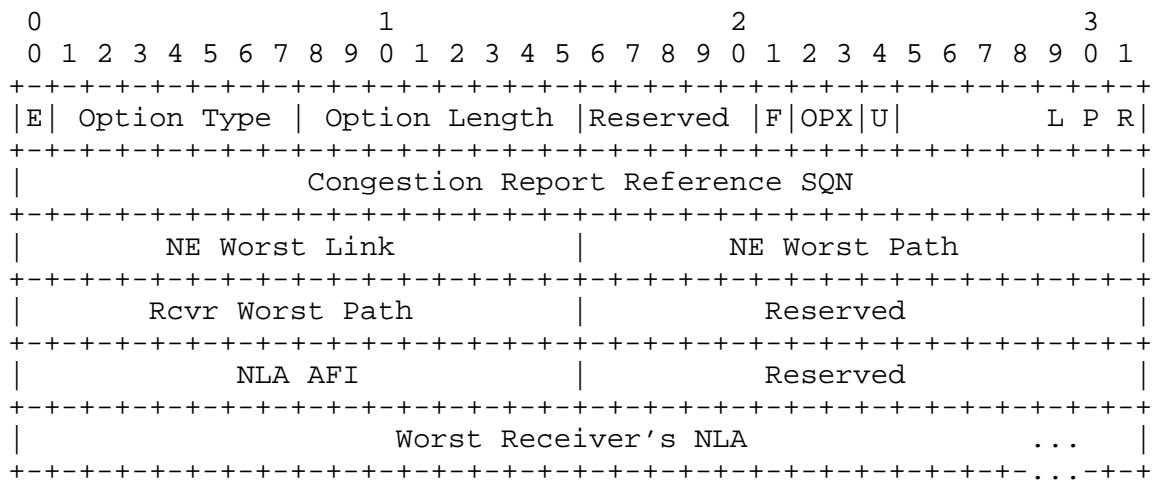 0                   1                   2                   3
 0 1 2 3 4 5 6 7 8 9 0 1 2 3 4 5 6 7 8 9 0 1 2 3 4 5 6 7 8 9 0 1
+-+-+-+-+-+-+-+-+-+-+-+-+-+-+-+-+-+-+-+-+-+-+-+-+-+-+-+-+-+-+-+-+
|E| Option Type | Option Length |Reserved |F|OPX|U|        L P R|
+-+-+-+-+-+-+-+-+-+-+-+-+-+-+-+-+-+-+-+-+-+-+-+-+-+-+-+-+-+-+-+-+
|                Congestion Report Reference SQN                |
+-+-+-+-+-+-+-+-+-+-+-+-+-+-+-+-+-+-+-+-+-+-+-+-+-+-+-+-+-+-+-+-+
|        NE Worst Link          |        NE Worst Path          |
+-+-+-+-+-+-+-+-+-+-+-+-+-+-+-+-+-+-+-+-+-+-+-+-+-+-+-+-+-+-+-+-+
|       Rcvr Worst Path         |          Reserved             |
+-+-+-+-+-+-+-+-+-+-+-+-+-+-+-+-+-+-+-+-+-+-+-+-+-+-+-+-+-+-+-+-+
|            NLA AFI            |          Reserved             |
+-+-+-+-+-+-+-+-+-+-+-+-+-+-+-+-+-+-+-+-+-+-+-+-+-+-+-+-+-+-+-+-+
|                     Worst Receiver's NLA                ...   |
+-+-+-+-+-+-+-+-+-+-+-+-+-+-+-+-+-+-+-+-+-+-+-+-+-+-+-+-+-...-+-+